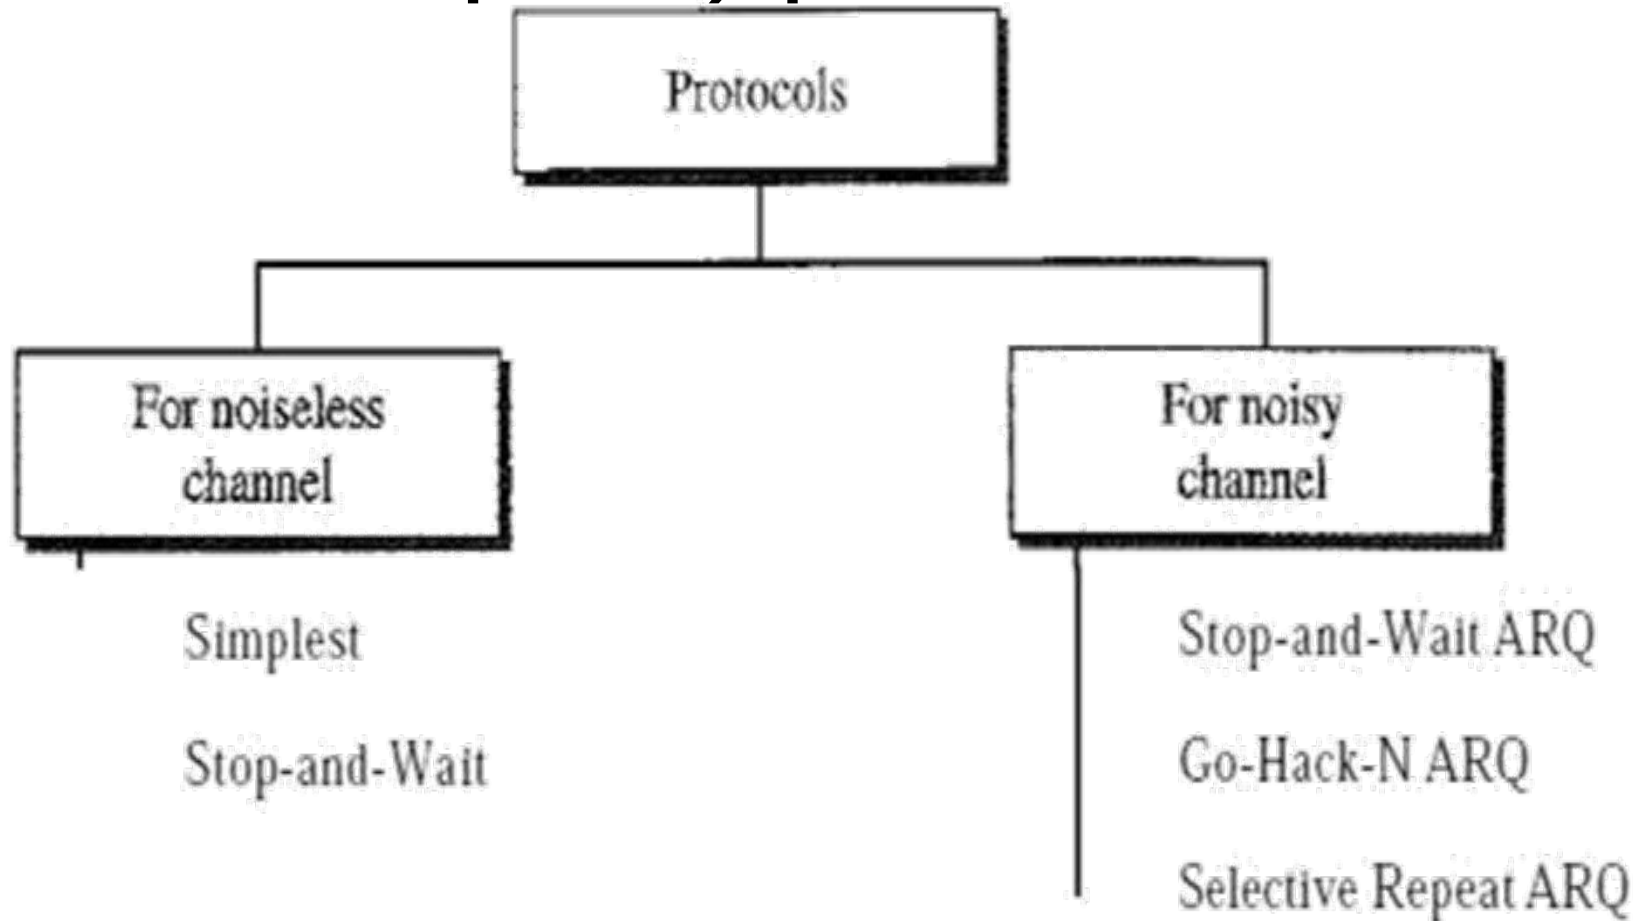 Protocols
For noiseless
channel
For noisy
channel
Simplest
Stop-and-Wait
Stop-and-Wait ARQ
Go-Hack-N ARQ
Selective Repeat ARQ